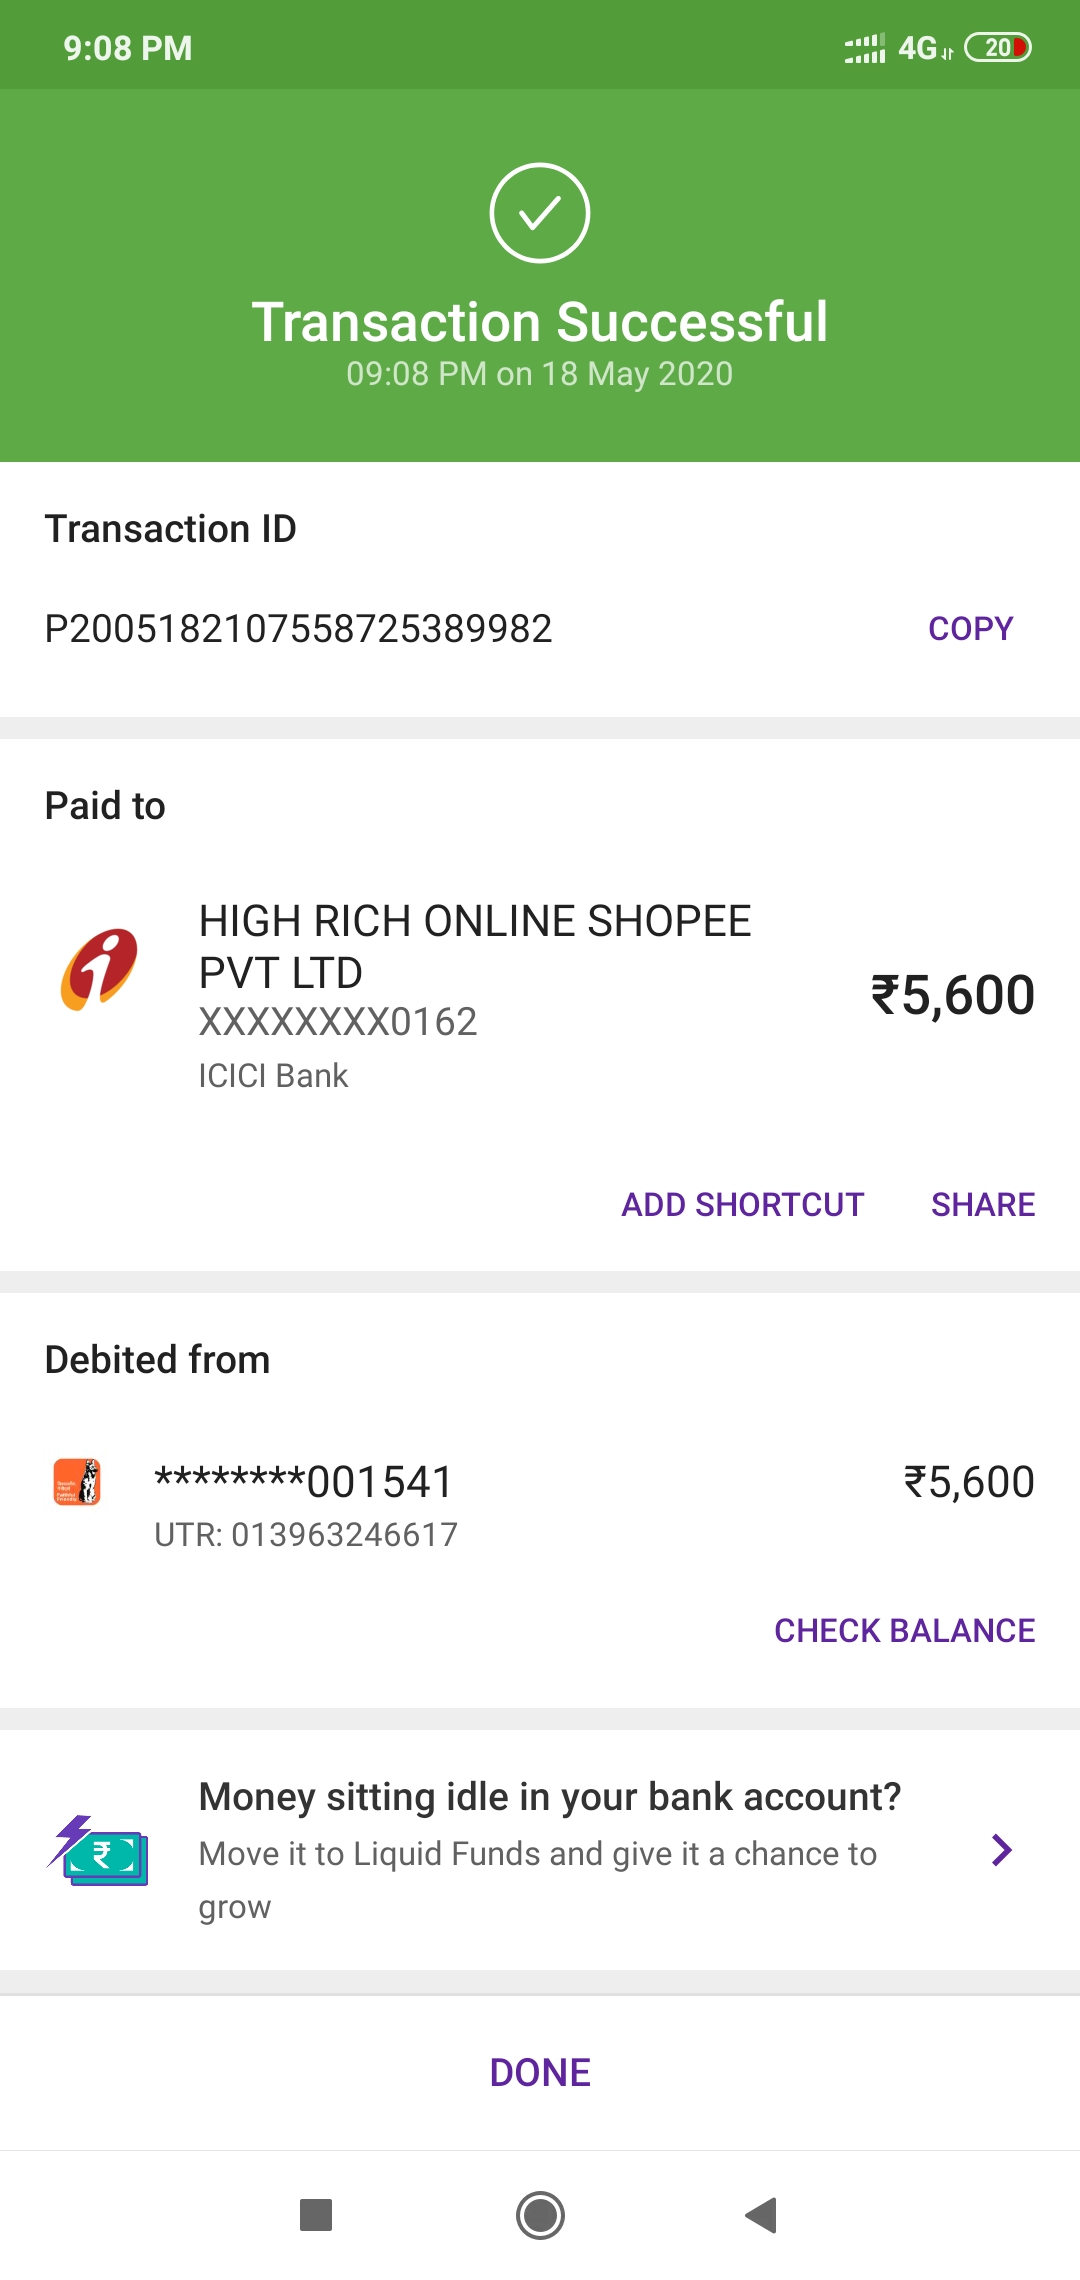 9:08 PM
4G
20
Transaction Successful
09:08 PM on 18 May 2020
Transaction ID
P2005182107558725389982
COPY
Paid to
HIGH RICH ONLINE SHOPEE
PVT LTD
XXXXXXXX0162
ICICI Bank
₹5,600
ADD SHORTCUT
SHARE
Debited from
********001541
₹5,600
UTR: 013963246617
CHECK BALANCE
Money sitting idle in your bank account?
Move it to Liquid Funds and give it a chance to
grow
DONE